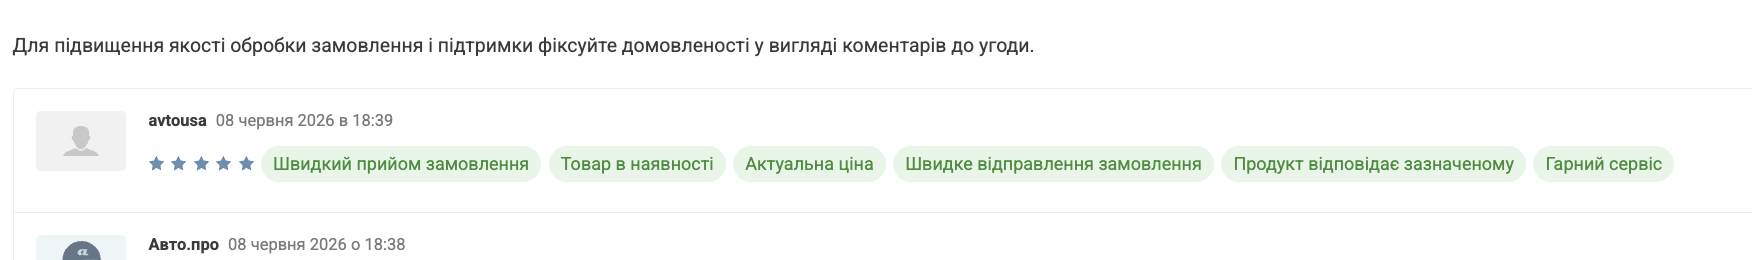 Для підвищення якості обробки замовлення і підтримки фіксуйте домовленості у вигляді коментарів до угоди.
avtousa 08 червня 2026 в 18:39
Швидкий прийом замовлення Товар в наявності Актуальна ціна Швидке відправлення замовлення Продукт відповідає зазначеному Гарний сервіс
Авто.про 08 червня 2026 о 18:38